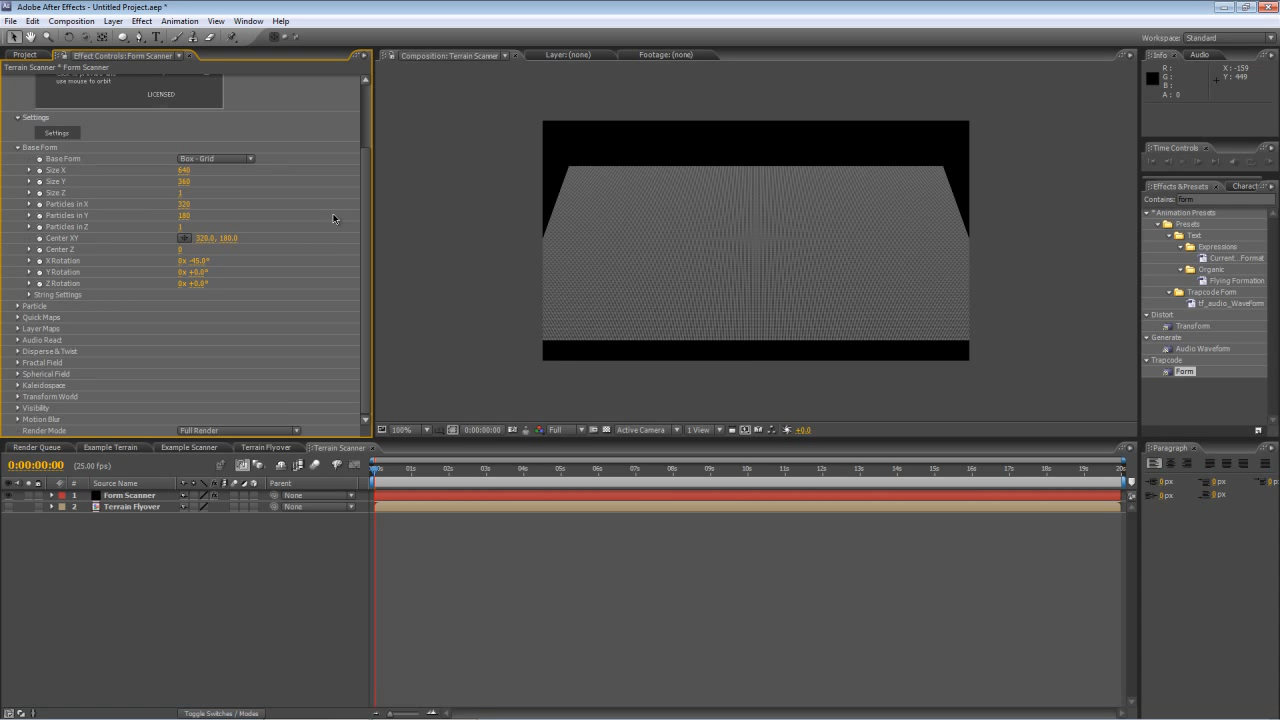 Adobe After Effects - Untitled Project.aep *
File Edit Composition Layer Effect Animation View Window Help
Workspace: Standard
Project Effect Controls: Form Scanner
Composition: Terrain Scanner Layer: (none) Footage: (none)
Info Audio
Terrain Scanner * Form Scanner
use mouse to orbit
LICENSED
R :
G :
B :
A : 0
X : -159
Y : 449
Settings
Settings
Base Form
Base Form Box - Grid
Size X 640
Size Y 360
Size Z 1
Particles in X 320
Particles in Y 180
Particles in Z 1
Center XY 320.0, 180.0
Center Z 0
X Rotation 0x -45.0°
Y Rotation 0x +0.0°
Z Rotation 0x +0.0°
String Settings
Particle
Quick Maps
Layer Maps
Audio React
Disperse & Twist
Fractal Field
Spherical Field
Kaleidospace
Transform World
Visibility
Motion Blur
Render Mode Full Render
100% 0:00:00:00 Full Active Camera 1 View +0.0
Time Controls
Effects & Presets Charact
Contains: form
* Animation Presets
Presets
Text
Expressions
Current...Format
Organic
Flying Formation
Trapcode Form
tf_audio_WaveForm
Distort
Transform
Generate
Audio Waveform
Trapcode
Form
Render Queue Example Terrain Example Scanner Terrain Flyover Terrain Scanner
0:00:00:00 (25.00 fps)
01s 02s 03s 04s 05s 06s 07s 08s 09s 10s 11s 12s 13s 14s 15s 16s 17s 18s 19s 20s
# Source Name Parent
1 Form Scanner None
2 Terrain Flyover None
Toggle Switches / Modes
Paragraph
0 px 0 px 0 p
0 px 0 px